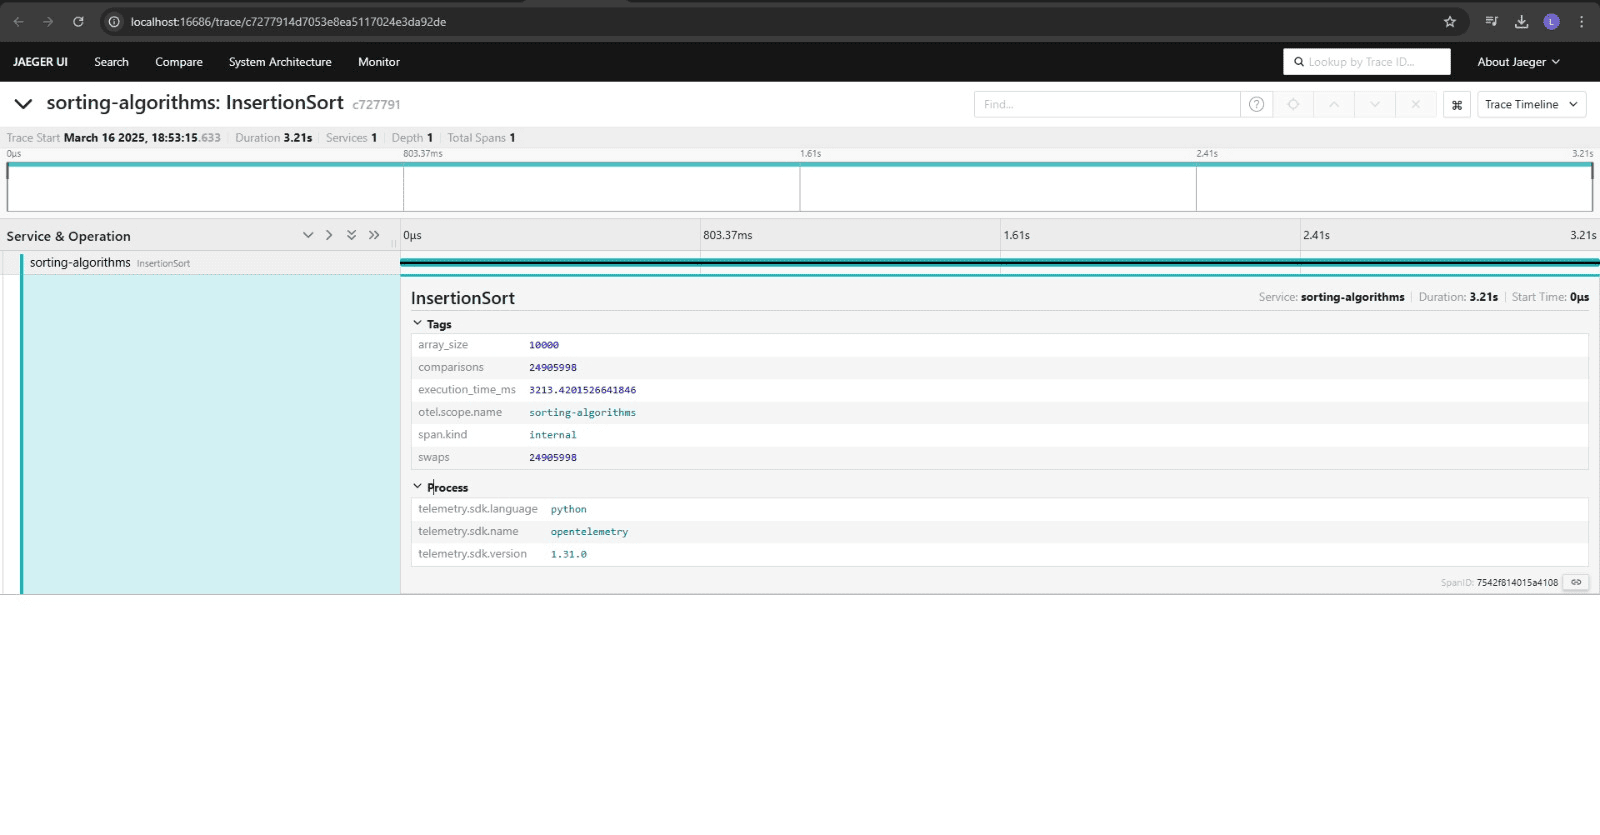 localhost:16686/trace/c7277914d7053e8ea5117024e3da92de
L
JAEGER UI Search Compare System Architecture Monitor Lookup by Trace ID... About Jaeger
sorting-algorithms: InsertionSort c727791 Find... ? ⌘ Trace Timeline
Trace Start March 16 2025, 18:53:15.633 Duration 3.21s Services 1 Depth 1 Total Spans 1
0μs 803.37ms 1.61s 2.41s 3.21s
Service & Operation 0μs 803.37ms 1.61s 2.41s 3.21s
sorting-algorithms InsertionSort
InsertionSort Service: sorting-algorithms Duration: 3.21s Start Time: 0μs
Tags
array_size 10000
comparisons 24905998
execution_time_ms 3213.4201526641846
otel.scope.name sorting-algorithms
span.kind internal
swaps 24905998
Process
telemetry.sdk.language python
telemetry.sdk.name opentelemetry
telemetry.sdk.version 1.31.0
SpanID: 7542f814015a4108